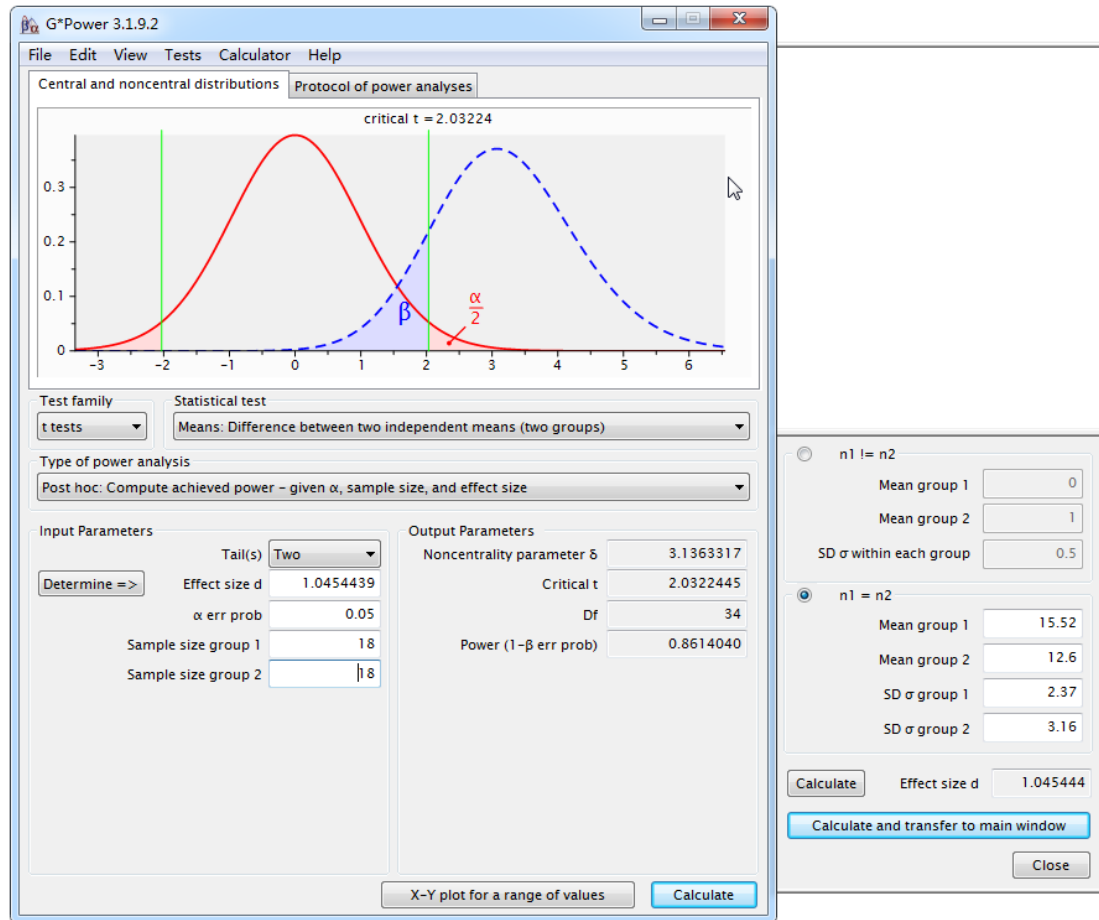 G*Power 3.1.9.2
File Edit View Tests Calculator Help
Central and noncentral distributions Protocol of power analyses
critical t = 2.03224
0.3
0.2
0.1
0
β
α
2
-3 -2 -1 0 1 2 3 4 5 6
Test family Statistical test
t tests Means: Difference between two independent means (two groups)
Type of power analysis
Post hoc: Compute achieved power – given α, sample size, and effect size
Input Parameters
Tail(s) Two
Determine => Effect size d 1.0454439
α err prob 0.05
Sample size group 1 18
Sample size group 2 18
Output Parameters
Noncentrality parameter δ 3.1363317
Critical t 2.0322445
Df 34
Power (1-β err prob) 0.8614040
X-Y plot for a range of values Calculate
n1 != n2
Mean group 1 0
Mean group 2 1
SD σ within each group 0.5
n1 = n2
Mean group 1 15.52
Mean group 2 12.6
SD σ group 1 2.37
SD σ group 2 3.16
Calculate Effect size d 1.045444
Calculate and transfer to main window
Close